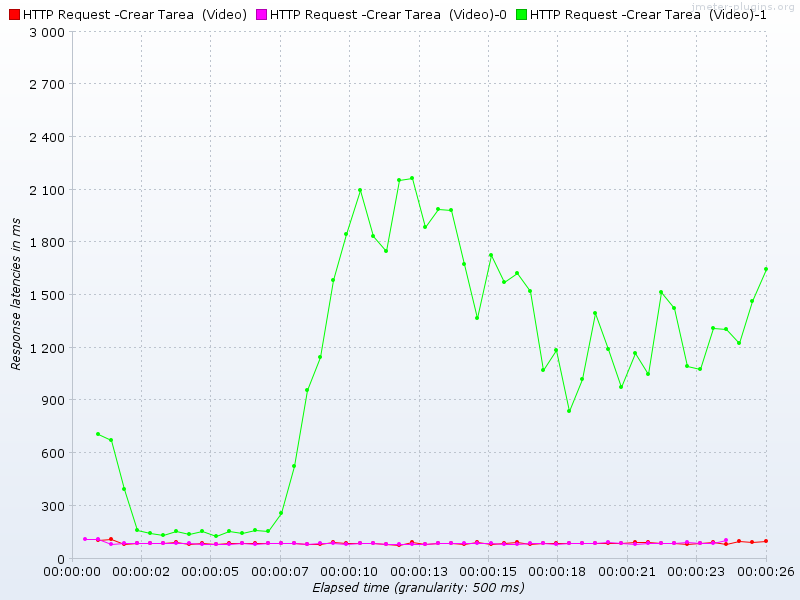 jmeter-plugins.org
HTTP Request -Crear Tarea  (Video) HTTP Request -Crear Tarea  (Video)-0 HTTP Request -Crear Tarea  (Video)-1
3 000
2 700
2 400
2 100
1 800
1 500
1 200
900
600
300
0
Response latencies in ms
00:00:00 00:00:02 00:00:05 00:00:07 00:00:10 00:00:13 00:00:15 00:00:18 00:00:21 00:00:23 00:00:26
Elapsed time (granularity: 500 ms)